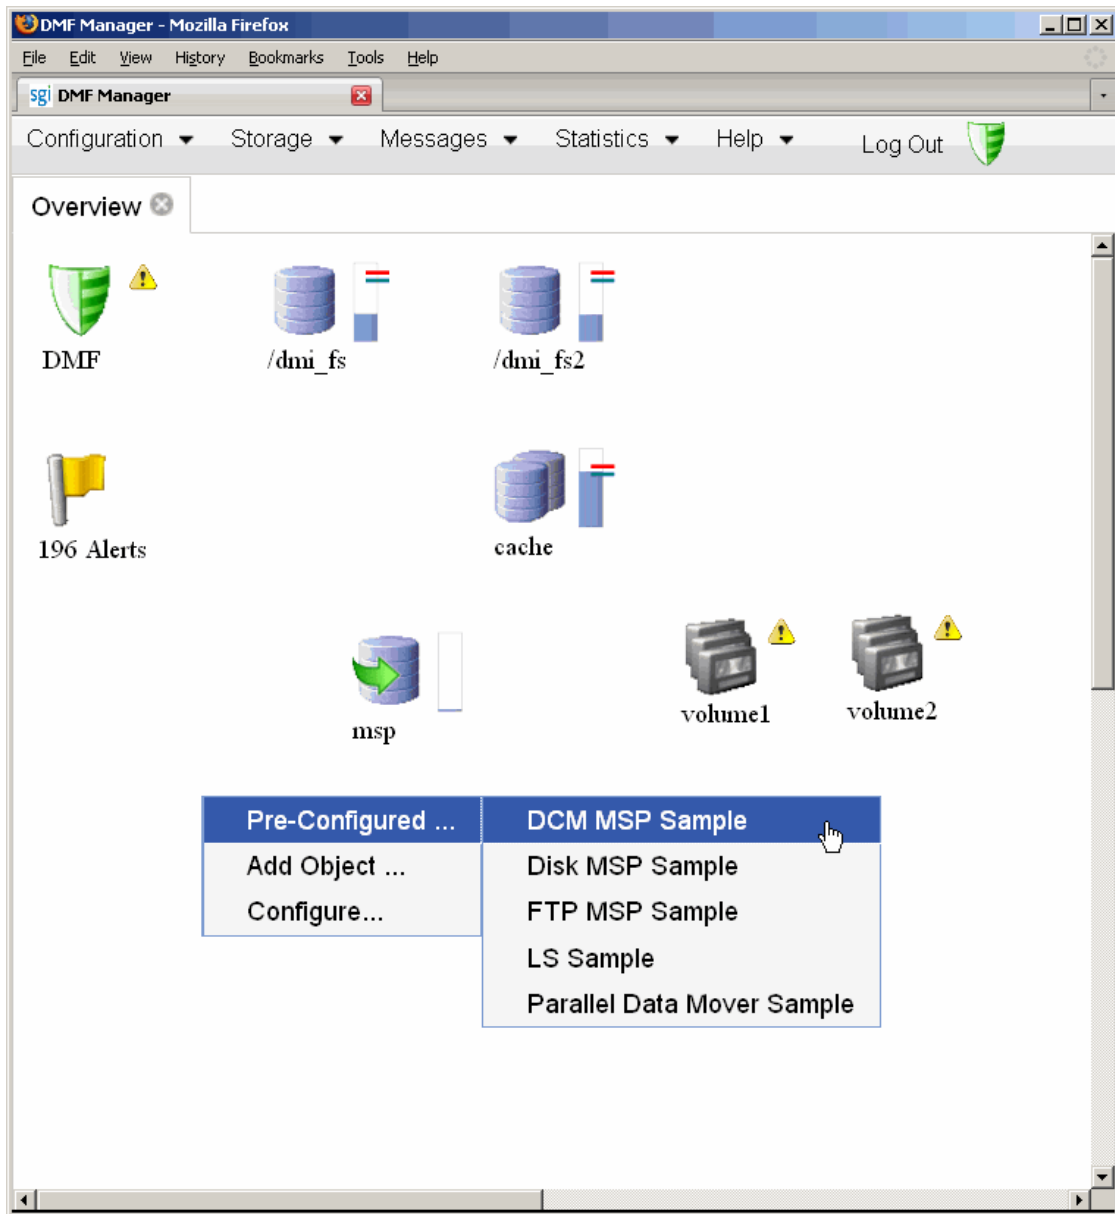 DMF Manager - Mozilla Firefox
File Edit View History Bookmarks Tools Help
sgi DMF Manager
Configuration Storage Messages Statistics Help Log Out
Overview
DMF /dmi_fs /dmi_fs2
196 Alerts cache
msp volume1 volume2
Pre-Configured ... DCM MSP Sample
Add Object ... Disk MSP Sample
Configure... FTP MSP Sample
LS Sample
Parallel Data Mover Sample